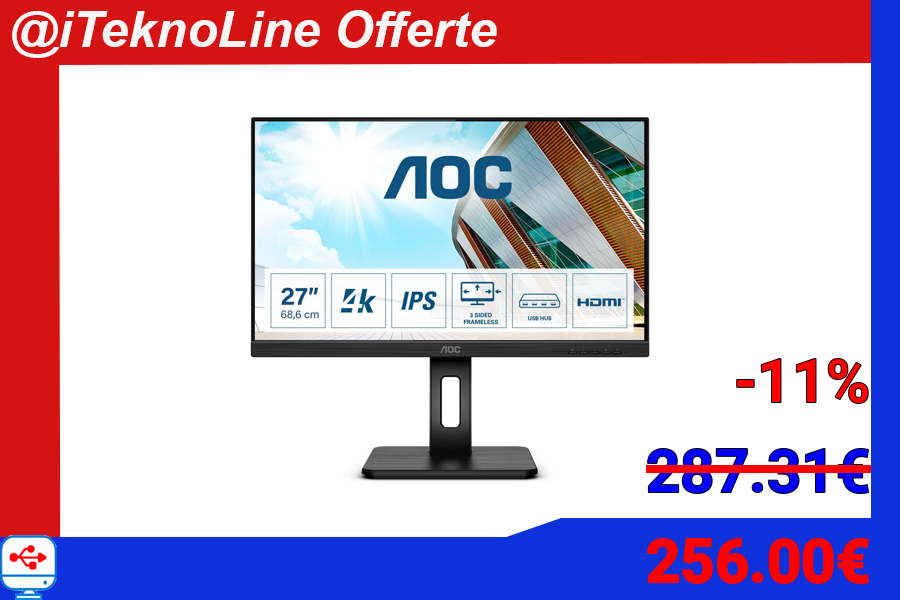 @iTeknoLine Offerte
AOC
27"
68,6 cm
4k
IPS
3 SIDED
FRAMELESS
USB HUB
HDMI
AOC
-11%
287.31€
256.00€